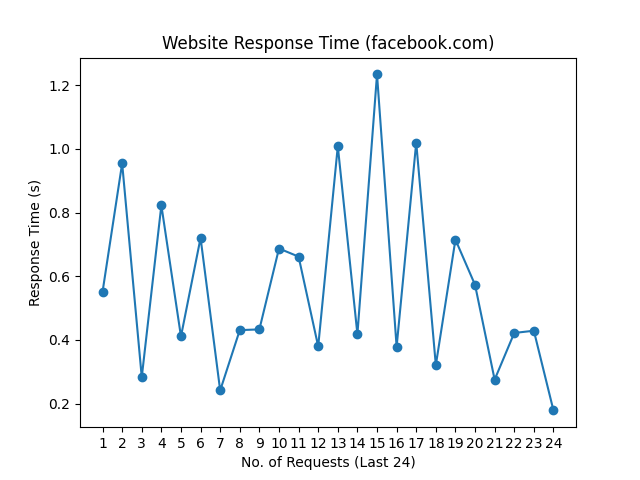 Website Response Time (facebook.com)
1.2
1.0
0.8
0.6
0.4
0.2
Response Time (s)
1 2 3 4 5 6 7 8 9 10 11 12 13 14 15 16 17 18 19 20 21 22 23 24
No. of Requests (Last 24)